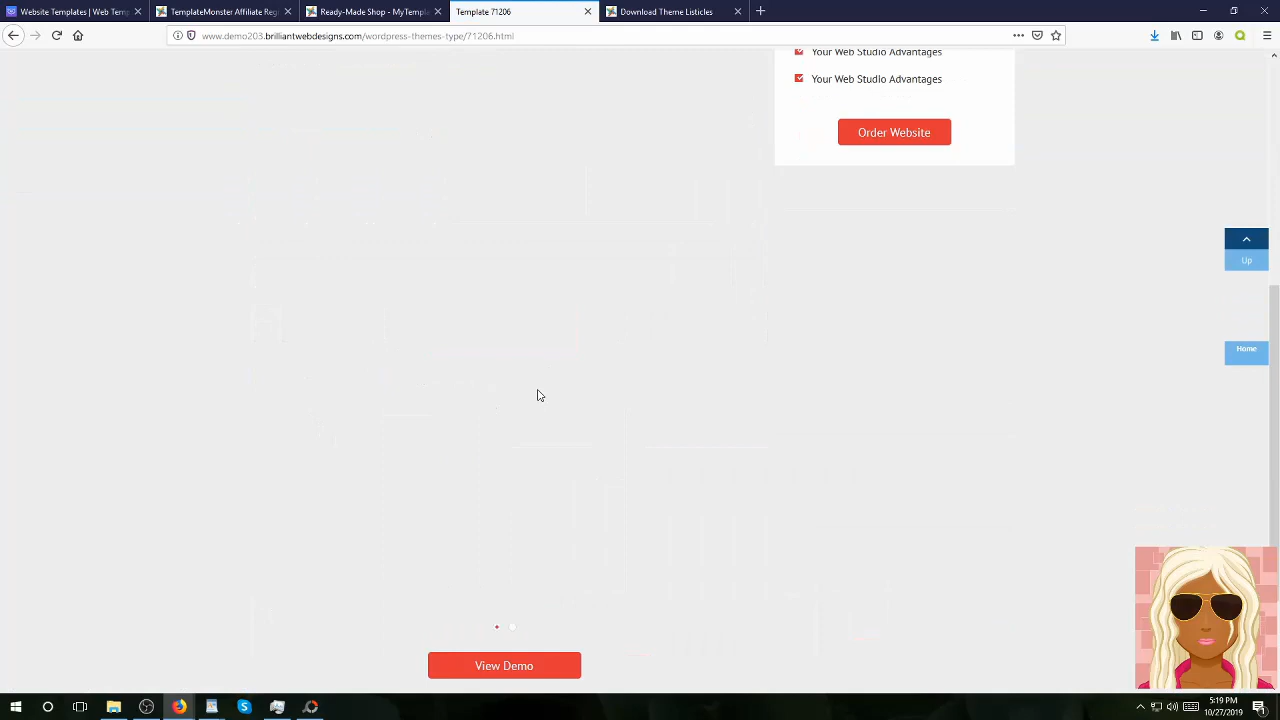 Website Templates | Web Temp
TemplateMonster Affiliate Reg
Ready-Made Shop - MyTemple
Template 71206
Download Theme Listicles
www.demo203.brilliantwebdesigns.com/wordpress-themes-type/71206.html
Your Web Studio Advantages
Your Web Studio Advantages
Order Website
Up
Home
View Demo
5:19 PM
10/27/2019